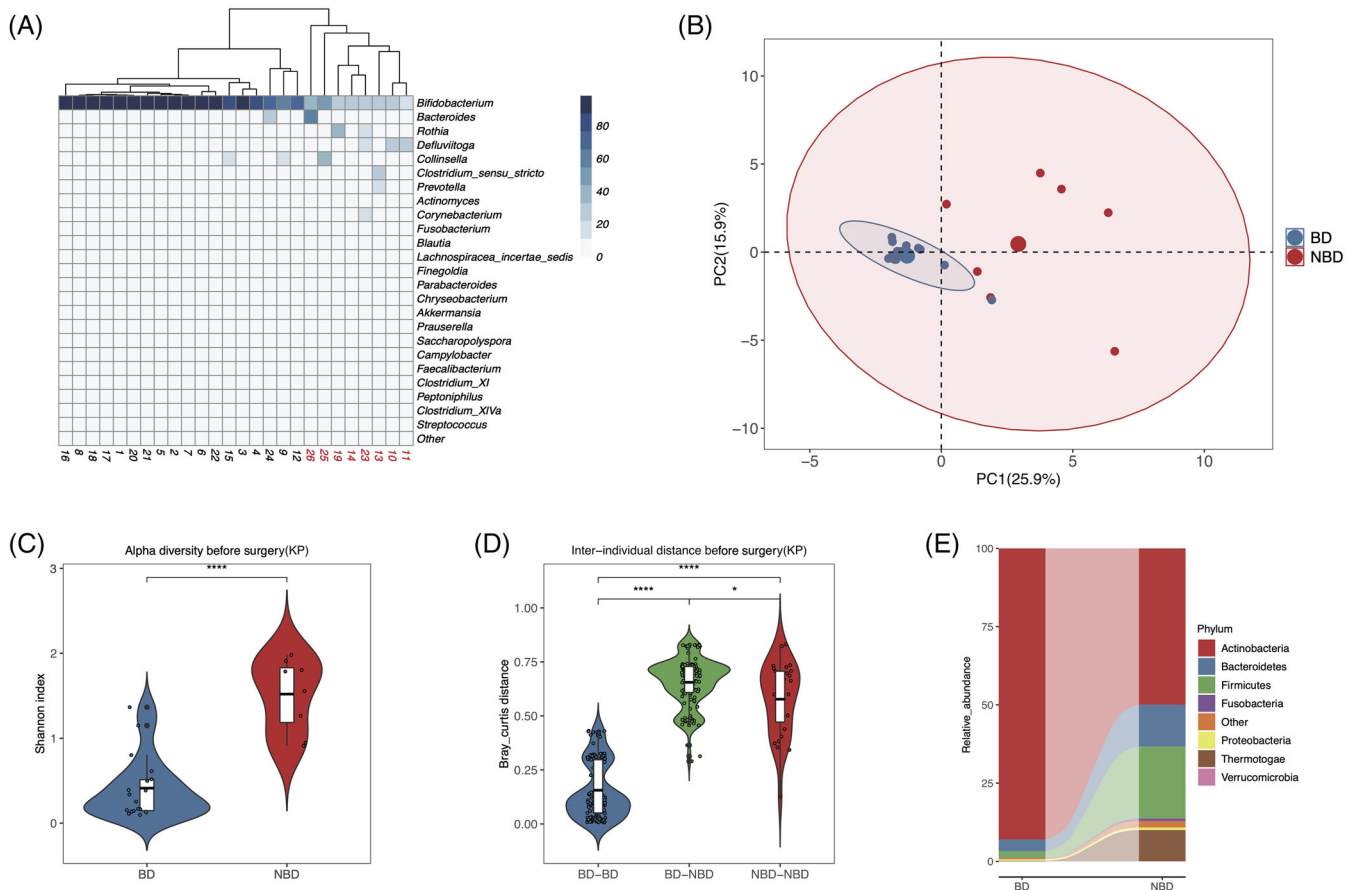 (A)
Bifidobacterium
Bacteroides
Rothia
Defluviitoga
Collinsella
Clostridium_sensu_stricto
Prevotella
Actinomyces
Corynebacterium
Fusobacterium
Blautia
Lachnospiracea_incertae_sedis
Finegoldia
Parabacteroides
Chryseobacterium
Akkermansia
Prauserella
Saccharopolyspora
Campylobacter
Faecalibacterium
Clostridium_XI
Peptoniphilus
Clostridium_XIVa
Streptococcus
Other
80
60
40
20
0
16 8 18 17 1 20 21 5 2 7 6 22 15 3 4 24 9 12 26 25 19 14 23 13 10 11
(B)
PC2(15.9%)
10
5
0
−5
−10
−5 0 5 10
PC1(25.9%)
BD
NBD
(C)
Alpha diversity before surgery(KP)
Shannon index
3
2
1
0
****
BD NBD
(D)
Inter−individual distance before surgery(KP)
Bray_curtis distance
1.00
0.75
0.50
0.25
0.00
****
**** *
BD−BD BD−NBD NBD−NBD
(E)
Relative_abundance
100
75
50
25
0
BD NBD
Phylum
Actinobacteria
Bacteroidetes
Firmicutes
Fusobacteria
Other
Proteobacteria
Thermotogae
Verrucomicrobia